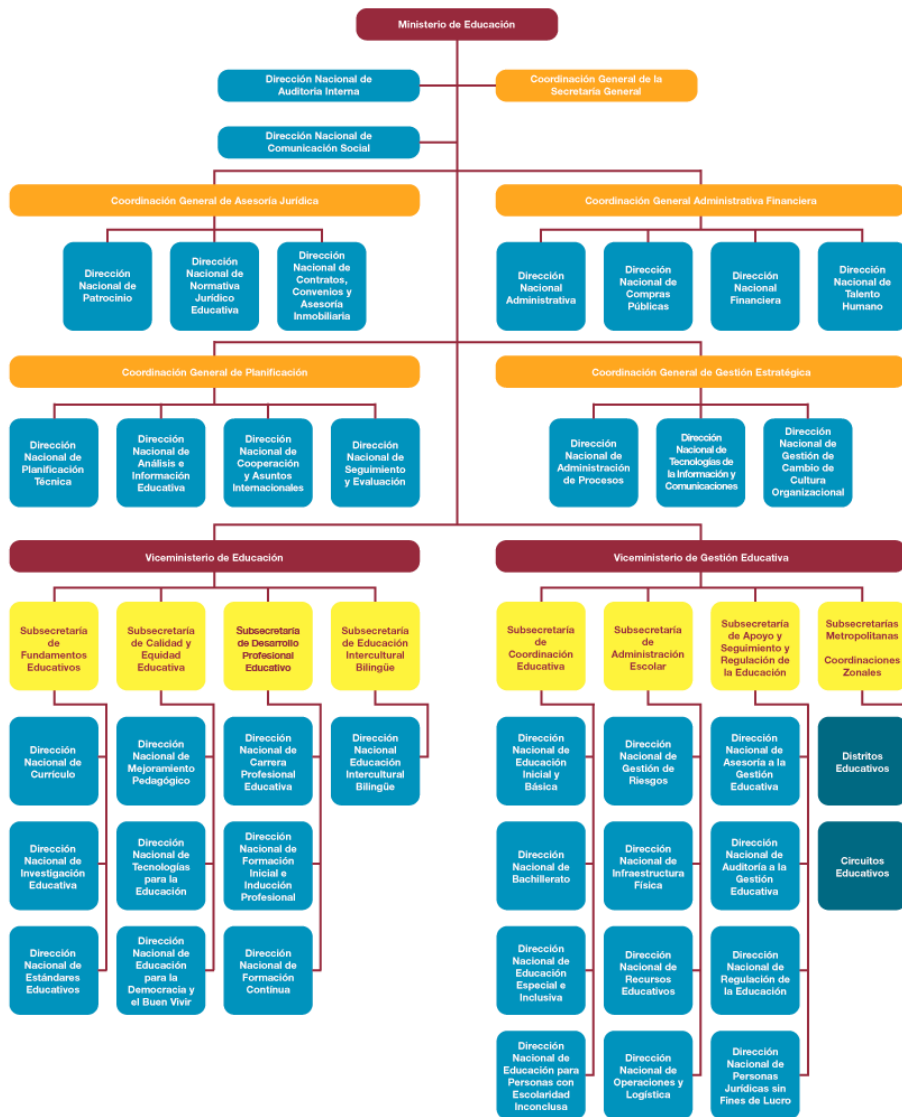 Ministerio de Educación
Dirección Nacional de
Auditoria Interna
Coordinación General de la
Secretaría General
Dirección Nacional de
Comunicación Social
Coordinación General de Asesoría Jurídica
Coordinación General Administrativa Financiera
Dirección
Nacional de
Patrocinio
Dirección
Nacional de
Normativa
Jurídico
Educativa
Dirección
Nacional de
Contratos,
Convenios y
Asesoría
Inmobiliaria
Dirección
Nacional
Administrativa
Dirección
Nacional de
Compras
Públicas
Dirección
Nacional
Financiera
Dirección
Nacional de
Talento
Humano
Coordinación General de Planificación
Coordinación General de Gestión Estratégica
Dirección
Nacional de
Planificación
Técnica
Dirección
Nacional de
Análisis e
Información
Educativa
Dirección
Nacional de
Cooperación
y Asuntos
Internacionales
Dirección
Nacional de
Seguimiento
y Evaluación
Dirección
Nacional de
Administración
de Procesos
Dirección
Nacional de
Tecnologías de
la Información y
Comunicaciones
Dirección
Nacional de
Gestión de
Cambio de
Cultura
Organizacional
Viceministerio de Educación
Viceministerio de Gestión Educativa
Subsecretaría
de
Fundamentos
Educativos
Subsecretaría
de Calidad y
Equidad
Educativa
Subsecretaría
de Desarrollo
Profesional
Educativo
Subsecretaría
de Educación
Intercultural
Bilingüe
Subsecretaría
de
Coordinación
Educativa
Subsecretaría
de
Administración
Escolar
Subsecretaría
de Apoyo y
Seguimiento y
Regulación de
la Educación
Subsecretarías
Metropolitanas
Coordinaciones
Zonales
Dirección
Nacional de
Currículo
Dirección
Nacional de
Mejoramiento
Pedagógico
Dirección
Nacional de
Carrera
Profesional
Educativa
Dirección
Nacional
Educación
Intercultural
Bilingüe
Dirección
Nacional de
Educación
Inicial y
Básica
Dirección
Nacional de
Gestión de
Riesgos
Dirección
Nacional de
Asesoría a la
Gestión
Educativa
Distritos
Educativos
Dirección
Nacional de
Investigación
Educativa
Dirección
Nacional de
Tecnologías
para la
Educación
Dirección
Nacional de
Formación
Inicial e
Inducción
Profesional
Dirección
Nacional de
Bachillerato
Dirección
Nacional de
Infraestructura
Física
Dirección
Nacional de
Auditoría a la
Gestión
Educativa
Circuitos
Educativos
Dirección
Nacional de
Estándares
Educativos
Dirección
Nacional de
Educación
para la
Democracia y
el Buen Vivir
Dirección
Nacional de
Formación
Contínua
Dirección
Nacional de
Educación
Especial e
Inclusiva
Dirección
Nacional de
Recursos
Educativos
Dirección
Nacional de
Regulación de
la Educación
Dirección
Nacional de
Educación para
Personas con
Escolaridad
Inconclusa
Dirección
Nacional de
Operaciones y
Logística
Dirección
Nacional de
Personas
Jurídicas sin
Fines de Lucro